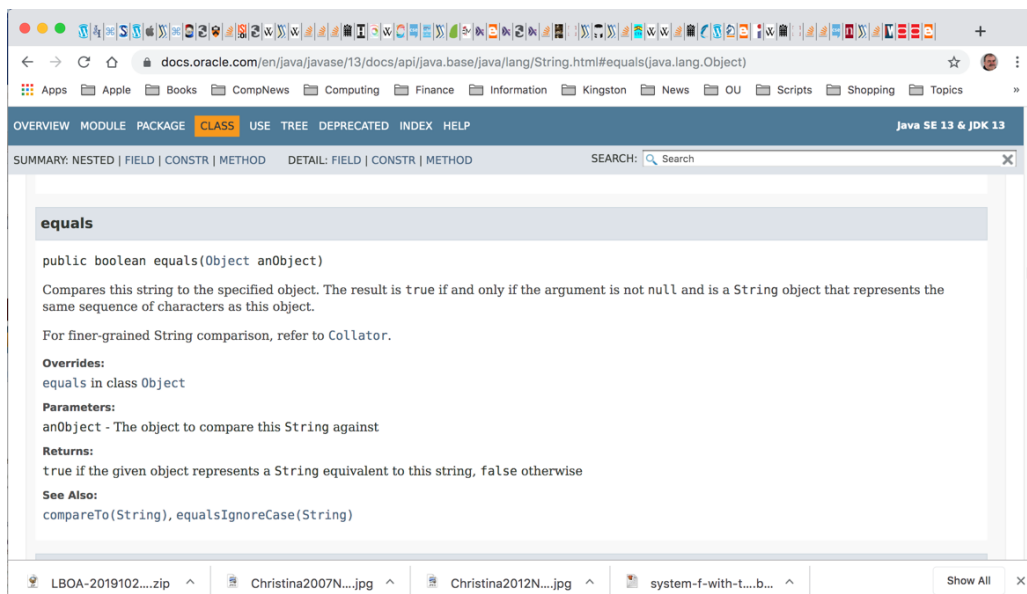 docs.oracle.com/en/java/javase/13/docs/api/java.base/java/lang/String.html#equals(java.lang.Object)
Apps Apple Books CompNews Computing Finance Information Kingston News OU Scripts Shopping Topics »
OVERVIEW MODULE PACKAGE CLASS USE TREE DEPRECATED INDEX HELP Java SE 13 & JDK 13
SUMMARY: NESTED | FIELD | CONSTR | METHOD DETAIL: FIELD | CONSTR | METHOD SEARCH: Search
equals
public boolean equals(Object anObject)
Compares this string to the specified object. The result is true if and only if the argument is not null and is a String object that represents the
same sequence of characters as this object.
For finer-grained String comparison, refer to Collator.
Overrides:
equals in class Object
Parameters:
anObject - The object to compare this String against
Returns:
true if the given object represents a String equivalent to this string, false otherwise
See Also:
compareTo(String), equalsIgnoreCase(String)
LBOA-2019102....zip Christina2007N....jpg Christina2012N....jpg system-f-with-t....b... Show All